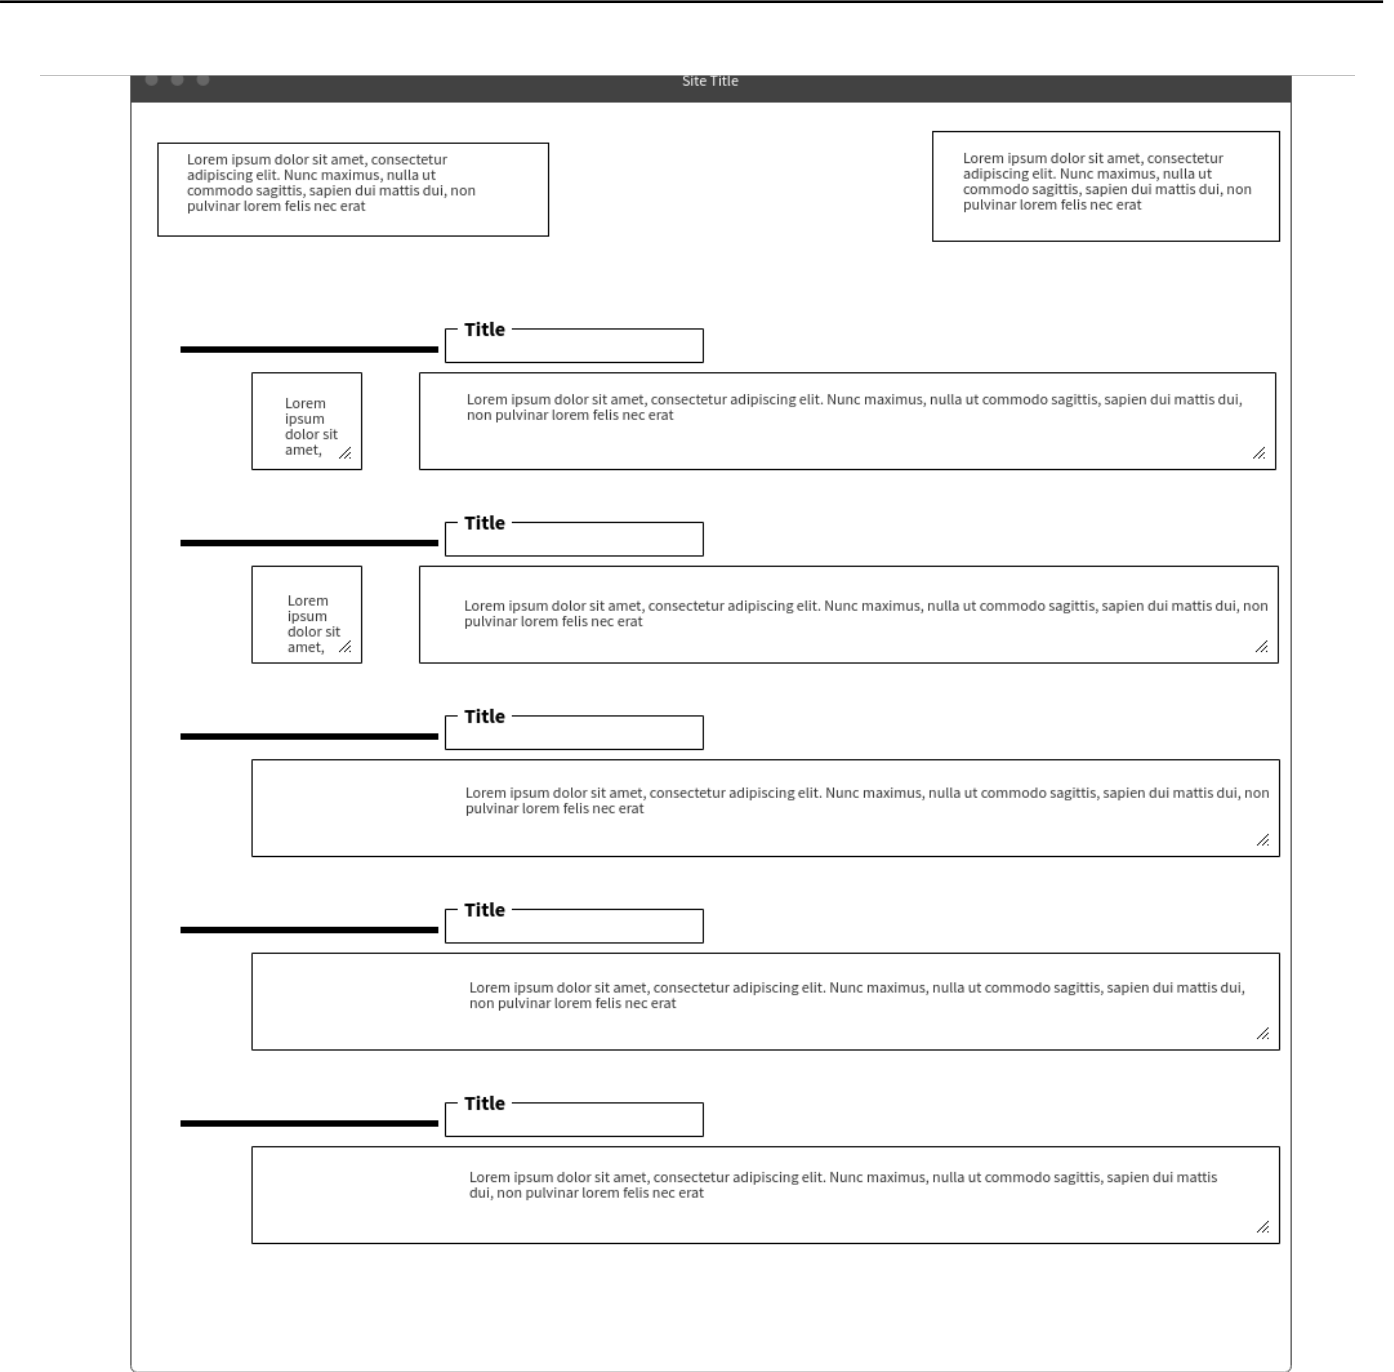 Site Title
Lorem ipsum dolor sit amet, consectetur
adipiscing elit. Nunc maximus, nulla ut
commodo sagittis, sapien dui mattis dui, non
pulvinar lorem felis nec erat
Lorem ipsum dolor sit amet, consectetur
adipiscing elit. Nunc maximus, nulla ut
commodo sagittis, sapien dui mattis dui, non
pulvinar lorem felis nec erat
Title
Lorem
ipsum
dolor sit
amet,
Lorem ipsum dolor sit amet, consectetur adipiscing elit. Nunc maximus, nulla ut commodo sagittis, sapien dui mattis dui,
non pulvinar lorem felis nec erat
Title
Lorem
ipsum
dolor sit
amet,
Lorem ipsum dolor sit amet, consectetur adipiscing elit. Nunc maximus, nulla ut commodo sagittis, sapien dui mattis dui, non
pulvinar lorem felis nec erat
Title
Lorem ipsum dolor sit amet, consectetur adipiscing elit. Nunc maximus, nulla ut commodo sagittis, sapien dui mattis dui, non
pulvinar lorem felis nec erat
Title
Lorem ipsum dolor sit amet, consectetur adipiscing elit. Nunc maximus, nulla ut commodo sagittis, sapien dui mattis dui,
non pulvinar lorem felis nec erat
Title
Lorem ipsum dolor sit amet, consectetur adipiscing elit. Nunc maximus, nulla ut commodo sagittis, sapien dui mattis
dui, non pulvinar lorem felis nec erat